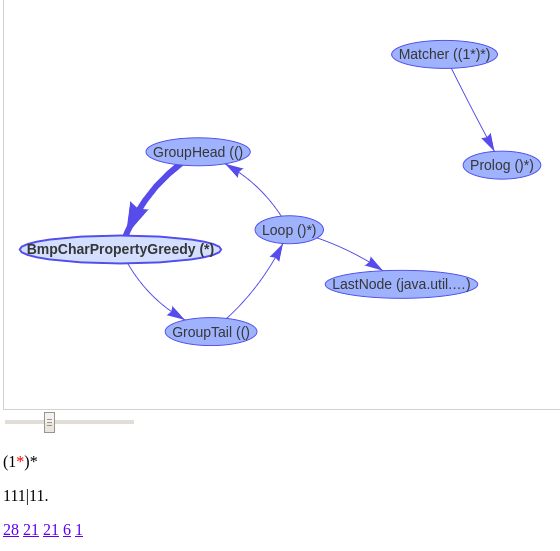 Matcher ((1*)*)
GroupHead (()
Prolog ()*)
Loop ()*)
BmpCharPropertyGreedy (*)
LastNode (java.util....)
GroupTail (()
(1*)*
111|11.
28 21 21 6 1